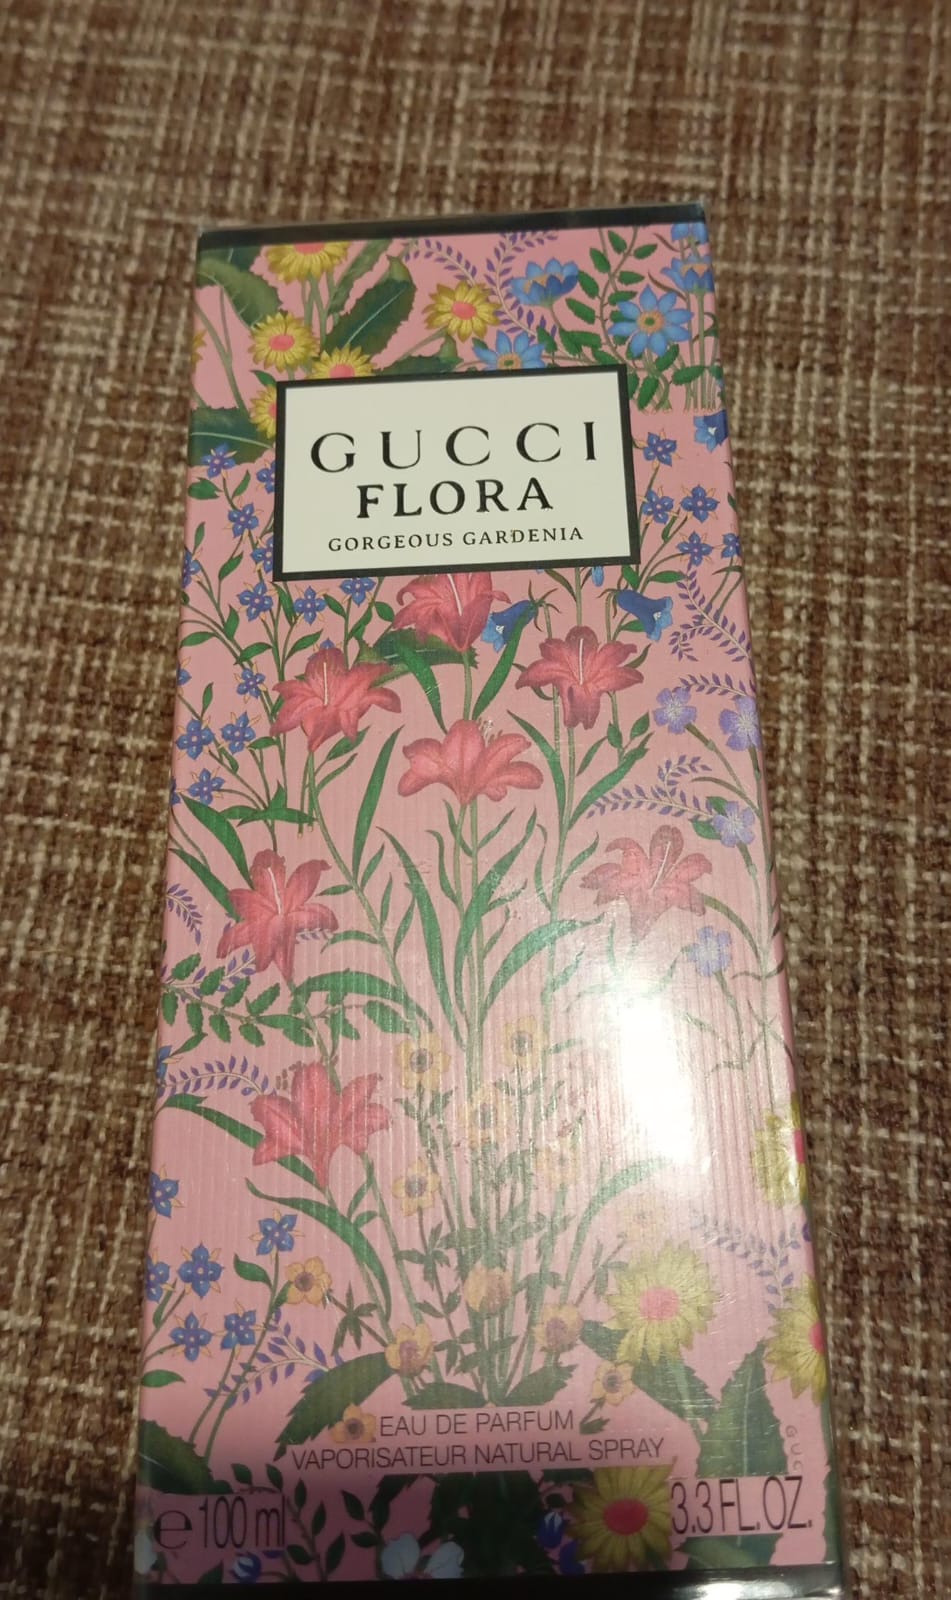 GUCCI
FLORA
GORGEOUS GARDENIA
EAU DE PARFUM
VAPORISATEUR NATURAL SPRAY
℮ 100 ml 3.3 FL.OZ.